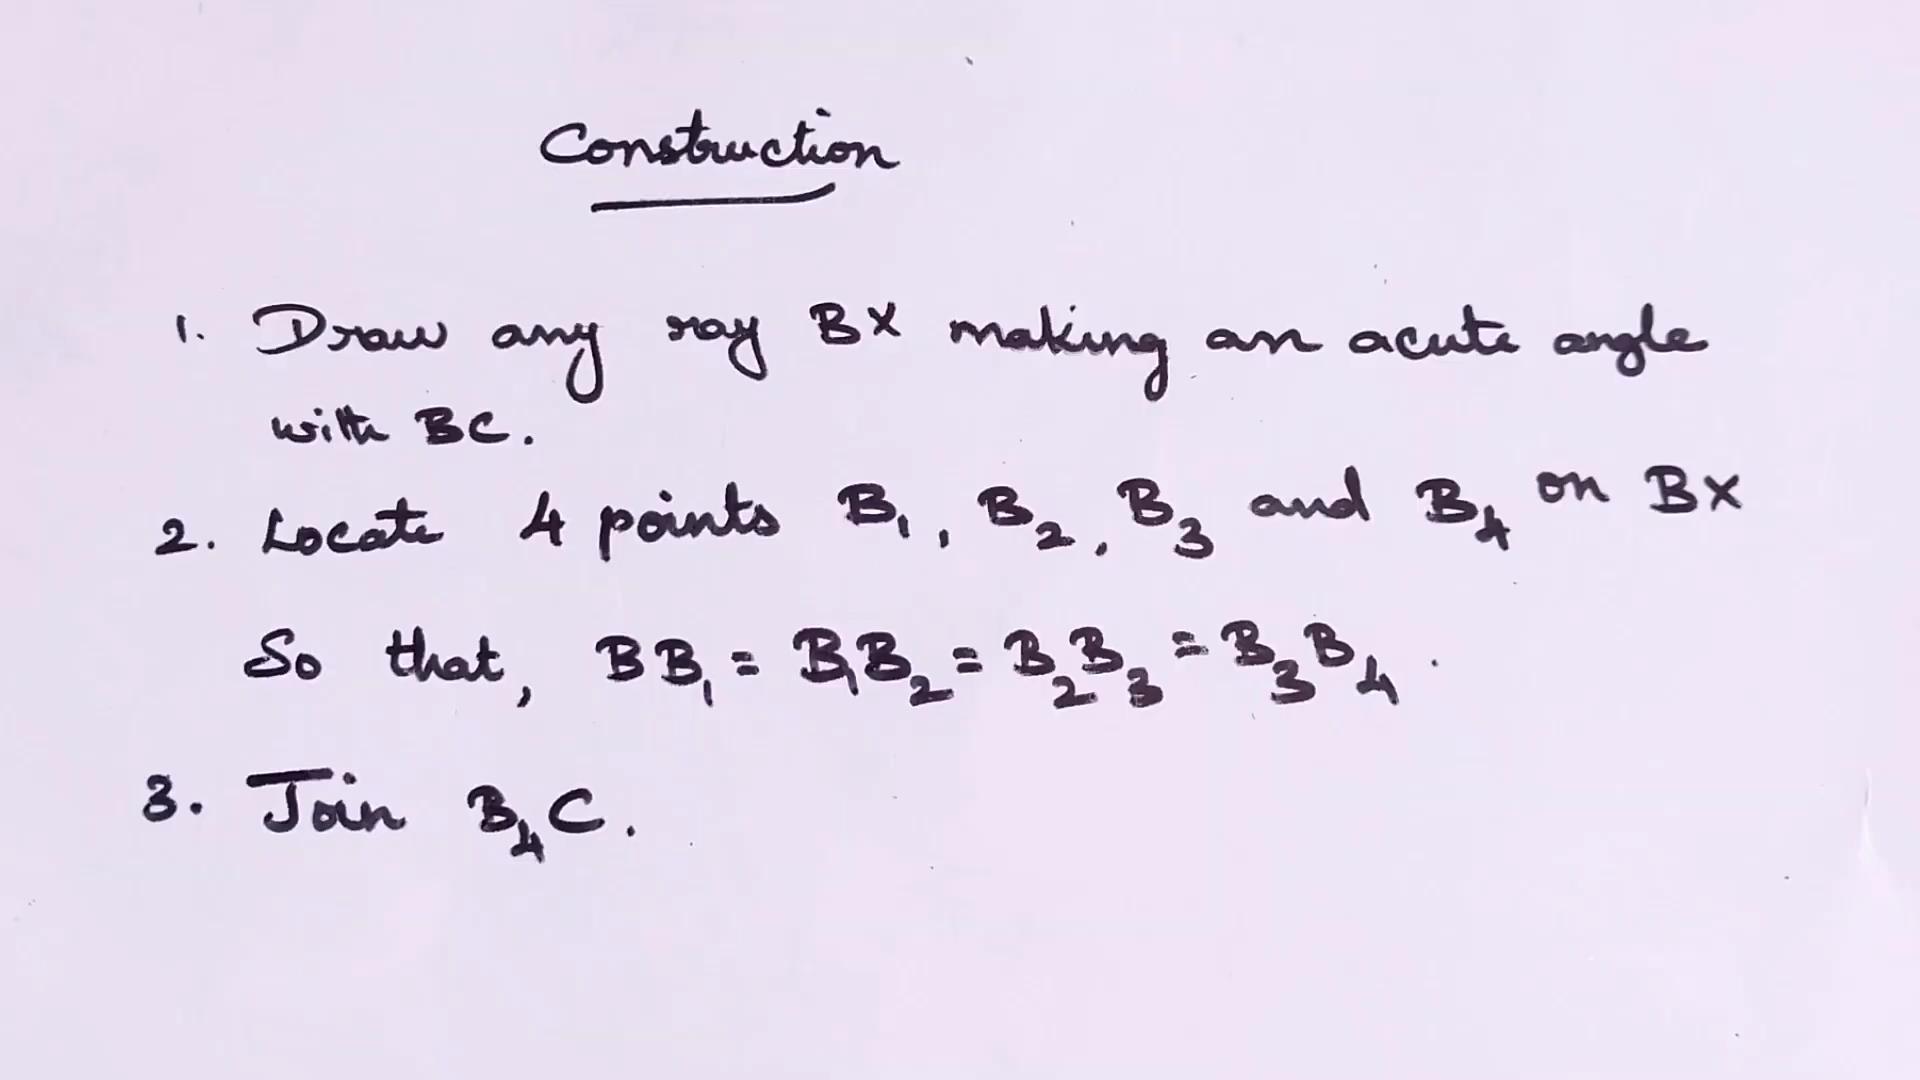 Construction
1. Draw any ray BX making an acute angle
with BC.
2. Locate 4 points B₁, B₂, B₃ and B₄ on BX
So that, BB₁ = B₁B₂ = B₂B₃ = B₃B₄.
3. Join B₄C.